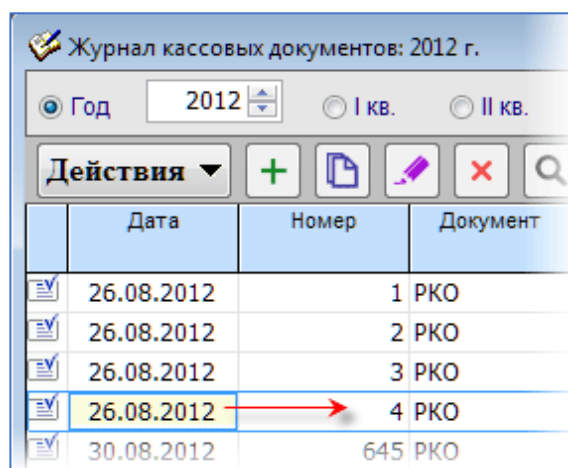 Журнал кассовых документов: 2012 г.
Год 2012 I кв. II кв.
Действия
Дата Номер Документ
26.08.2012 1 РКО
26.08.2012 2 РКО
26.08.2012 3 РКО
26.08.2012 4 РКО
30.08.2012 645 РКО